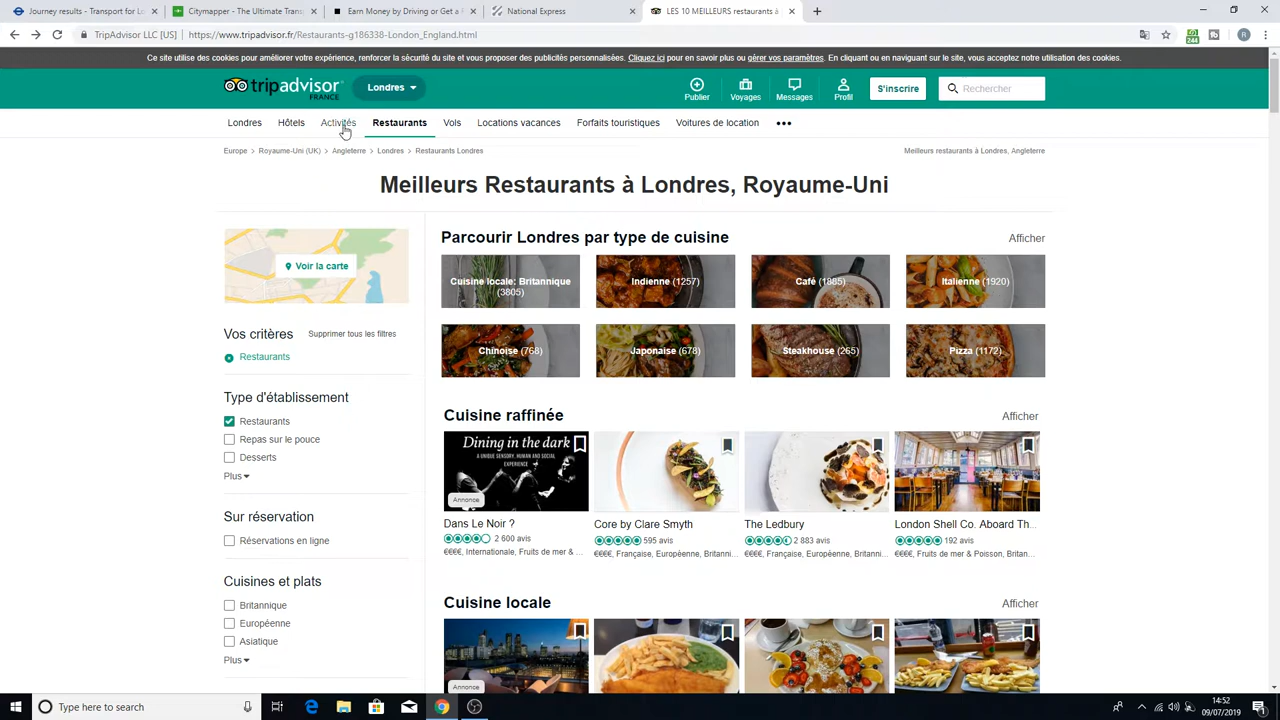 Journey results - Transport for Lo
Citymapper - The Ultimate Transp
Earn Money by Driving or Get a R
National Express
LES 10 MEILLEURS restaurants à
TripAdvisor LLC [US] | https://www.tripadvisor.fr/Restaurants-g186338-London_England.html
244
R
Ce site utilise des cookies pour améliorer votre expérience, renforcer la sécurité du site et vous proposer des publicités personnalisées. Cliquez ici pour en savoir plus ou gérer vos paramètres. En cliquant ou en naviguant sur le site, vous acceptez notre utilisation des cookies.
tripadvisor
FRANCE
Londres
Publier
Voyages
Messages
Profil
S'inscrire
Rechercher
Londres Hôtels Activités Restaurants Vols Locations vacances Forfaits touristiques Voitures de location
Europe > Royaume-Uni (UK) > Angleterre > Londres > Restaurants Londres
Meilleurs restaurants à Londres, Angleterre
Meilleurs Restaurants à Londres, Royaume-Uni
Voir la carte
Vos critères
Supprimer tous les filtres
Restaurants
Type d'établissement
Restaurants
Repas sur le pouce
Desserts
Plus
Sur réservation
Réservations en ligne
Cuisines et plats
Britannique
Européenne
Asiatique
Plus
Parcourir Londres par type de cuisine
Afficher
Cuisine locale: Britannique
(3805)
Indienne (1257)
Café (1865)
Italienne (1920)
Chinoise (768)
Japonaise (678)
Steakhouse (265)
Pizza (1172)
Cuisine raffinée
Afficher
Dining in the dark
A UNIQUE SENSORY, HUMAN AND SOCIAL
EXPERIENCE
Annonce
Dans Le Noir ?
2 600 avis
€€€€, Internationale, Fruits de mer & ...
Core by Clare Smyth
595 avis
€€€€, Française, Européenne, Britanni...
The Ledbury
2 883 avis
€€€€, Française, Européenne, Britanni...
London Shell Co. Aboard Th...
192 avis
€€€€, Fruits de mer & Poisson, Britan...
Cuisine locale
Afficher
Annonce
Type here to search
14:52
09/07/2019
1